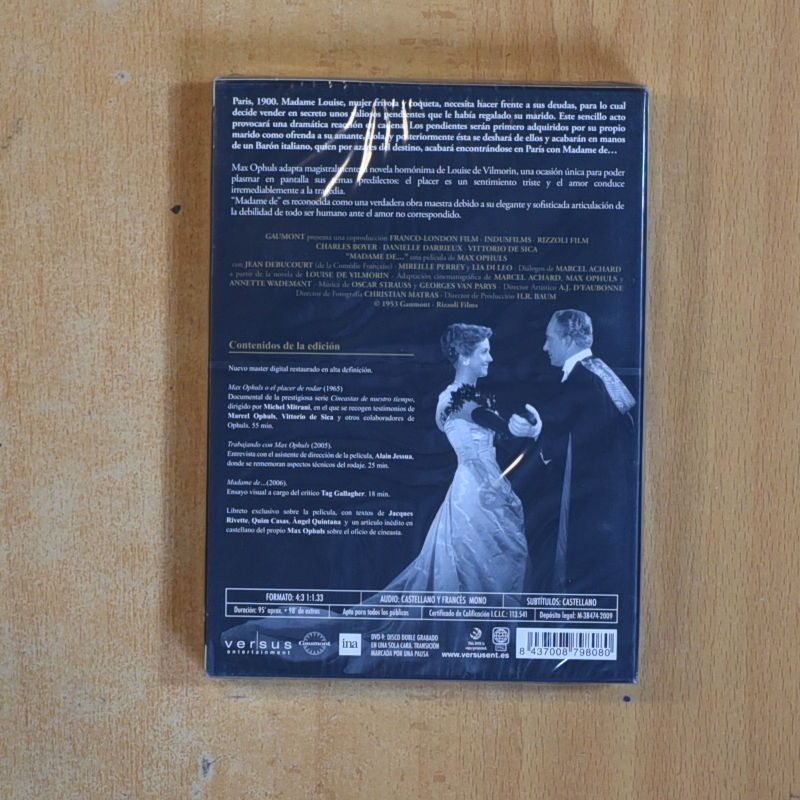 París, 1900. Madame Louise, mujer frívola y coqueta, necesita hacer frente a sus deudas, para lo cual
decide vender en secreto unos valiosos pendientes que le había regalado su marido. Este sencillo acto
provocará una dramática reacción en cadena. Los pendientes serán primero adquiridos por su propio
marido como ofrenda a su amante, Lola, y posteriormente ésta se deshará de ellos y acabarán en manos
de un Barón italiano, quien por azares del destino, acabará encontrándose en París con Madame de...
Max Ophuls adapta magistralmente la novela homónima de Louise de Vilmorin, una ocasión única para poder
plasmar en pantalla sus temas predilectos: el placer es un sentimiento triste y el amor conduce
irremediablemente a la tragedia.
"Madame de" es reconocida como una verdadera obra maestra debido a su elegante y sofisticada articulación de
la debilidad de todo ser humano ante el amor no correspondido.
GAUMONT presenta una coproducción FRANCO-LONDON FILM · INDUSFILMS · RIZZOLI FILM
CHARLES BOYER · DANIELLE DARRIEUX · VITTORIO DE SICA
"MADAME DE...." una película de MAX OPHULS
con JEAN DEBUCOURT (de la Comédie Française) · MIREILLE PERREY y LIA DI LEO · Diálogos de MARCEL ACHARD
a partir de la novela de LOUISE DE VILMORIN · Adaptación cinematográfica de MARCEL ACHARD, MAX OPHULS y
ANNETTE WADEMANT · Música de OSCAR STRAUSS y GEORGES VAN PARYS · Director Artístico A.J. D'EAUBONNE
Director de Fotografía CHRISTIAN MATRAS · Director de Producción H.R. BAUM
© 1953 Gaumont · Rizzoli Films
Contenidos de la edición
Nuevo master digital restaurado en alta definición.
Max Ophuls o el placer de rodar (1965)
Documental de la prestigiosa serie Cineastas de nuestro tiempo,
dirigido por Michel Mitrani, en el que se recogen testimonios de
Marcel Ophuls, Vittorio de Sica y otros colaboradores de
Ophuls. 55 min.
Trabajando con Max Ophuls (2005).
Entrevista con el asistente de dirección de la película, Alain Jessua,
donde se rememoran aspectos técnicos del rodaje. 25 min.
Madame de...(2006).
Ensayo visual a cargo del crítico Tag Gallagher. 18 min.
Libreto exclusivo sobre la película, con textos de Jacques
Rivette, Quim Casas, Ángel Quintana y un artículo inédito en
castellano del propio Max Ophuls sobre el oficio de cineasta.
FORMATO: 4:3 1:1.33 AUDIO: CASTELLANO Y FRANCÉS MONO SUBTÍTULOS: CASTELLANO
Duración: 95' aprox. + 98' de extras Apta para todos los públicos Certificado de Calificación I.C.I.C.: 113.541 Depósito legal: M-38474-2009
versus
entertainment
Gaumont
ina
DVD-9: DISCO DOBLE GRABADO
EN UNA SOLA CARA. TRANSICIÓN
MARCADA POR UNA PAUSA
www.versusent.es
8 437008 798080